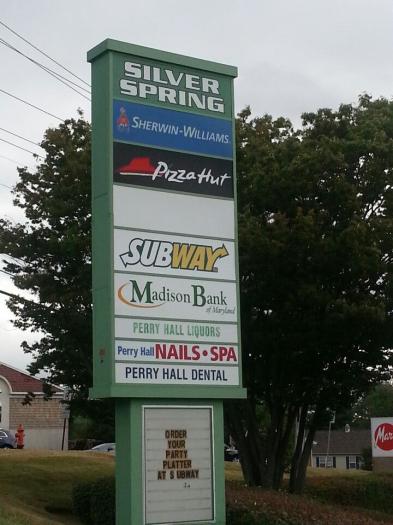 SILVER
SPRING
SHERWIN-WILLIAMS.
Pizza Hut
SUBWAY
Madison Bank
of Maryland
PERRY HALL LIQUORS
Perry Hall NAILS • SPA
PERRY HALL DENTAL
ORDER
YOUR
PARTY
PLATTER
AT SUBWAY
Mar